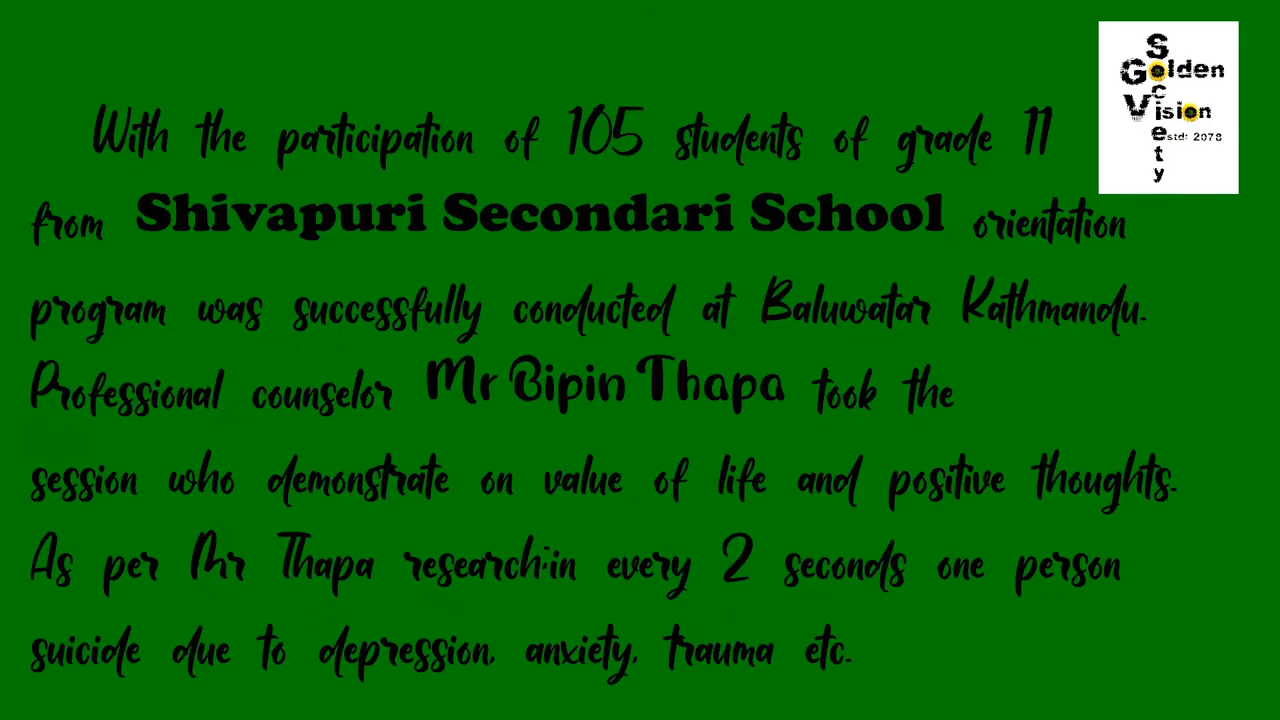 With the participation of 105 students of grade 11
from Shivapuri Secondari School orientation
program was successfully conducted at Baluwatar Kathmandu.
Professional counselor Mr Bipin Thapa took the
session who demonstrate on value of life and positive thoughts.
As per Mr Thapa research;in every 2 seconds one person
suicide due to depression, anxiety, trauma etc.
Society
Golden
Vision
Estd: 2078